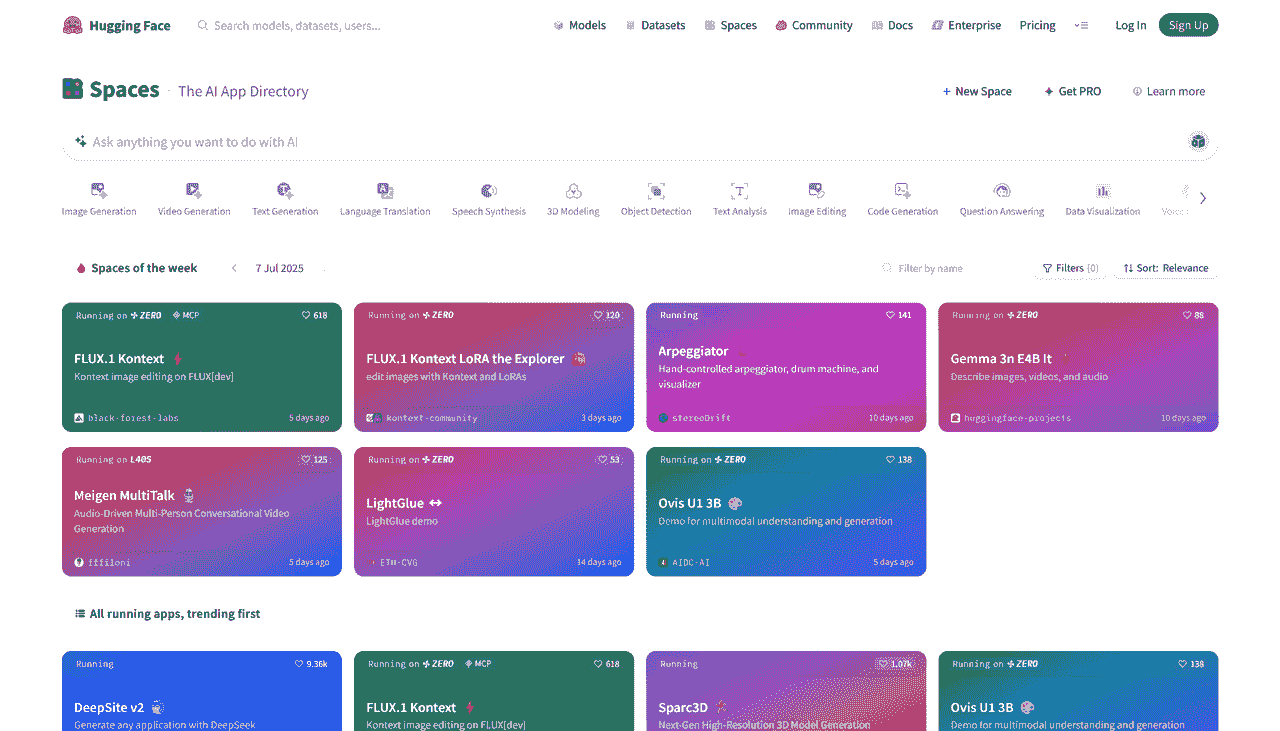 Hugging Face
Search models, datasets, users...
Models
Datasets
Spaces
Community
Docs
Enterprise
Pricing
Log In
Sign Up
Spaces · The AI App Directory
+ New Space
Get PRO
Learn more
Ask anything you want to do with AI
Image Generation
Video Generation
Text Generation
Language Translation
Speech Synthesis
3D Modeling
Object Detection
Text Analysis
Image Editing
Code Generation
Question Answering
Data Visualization
Spaces of the week
7 Jul 2025
Filter by name
Filters (0)
Sort: Relevance
Running on ZERO MCP 618
FLUX.1 Kontext
Kontext image editing on FLUX[dev]
black-forest-labs 5 days ago
Running on ZERO 120
FLUX.1 Kontext LoRA the Explorer
edit images with Kontext and LoRAs
kontext-community 3 days ago
Running 141
Arpeggiator
Hand-controlled arpeggiator, drum machine, and
visualizer
stereoDrift 10 days ago
Running on ZERO 88
Gemma 3n E4B It
Describe images, videos, and audio
huggingface-projects 10 days ago
Running on L40S 125
Meigen MultiTalk
Audio-Driven Multi-Person Conversational Video
Generation
fffiloni 5 days ago
Running on ZERO 53
LightGlue
LightGlue demo
ETH-CVG 14 days ago
Running on ZERO 138
Ovis U1 3B
Demo for multimodal understanding and generation
AIDC-AI 5 days ago
All running apps, trending first
Running 9.36k
DeepSite v2
Generate any application with DeepSeek
Running on ZERO MCP 618
FLUX.1 Kontext
Kontext image editing on FLUX[dev]
Running 1.07k
Sparc3D
Next-Gen High-Resolution 3D Model Generation
Running on ZERO 138
Ovis U1 3B
Demo for multimodal understanding and generation